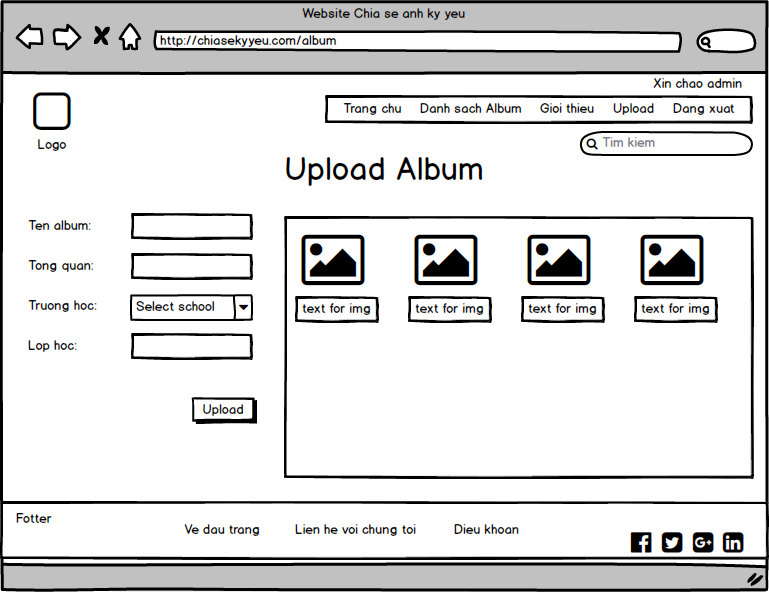 Website Chia se anh ky yeu
http://chiasekyyeu.com/album
Xin chao admin
Trang chu Danh sach Album Gioi thieu Upload Dang xuat
Logo
Tim kiem
Upload Album
Ten album:
Tong quan:
Truong hoc: Select school
Lop hoc:
Upload
text for img text for img text for img text for img
Fotter
Ve dau trang Lien he voi chung toi Dieu khoan